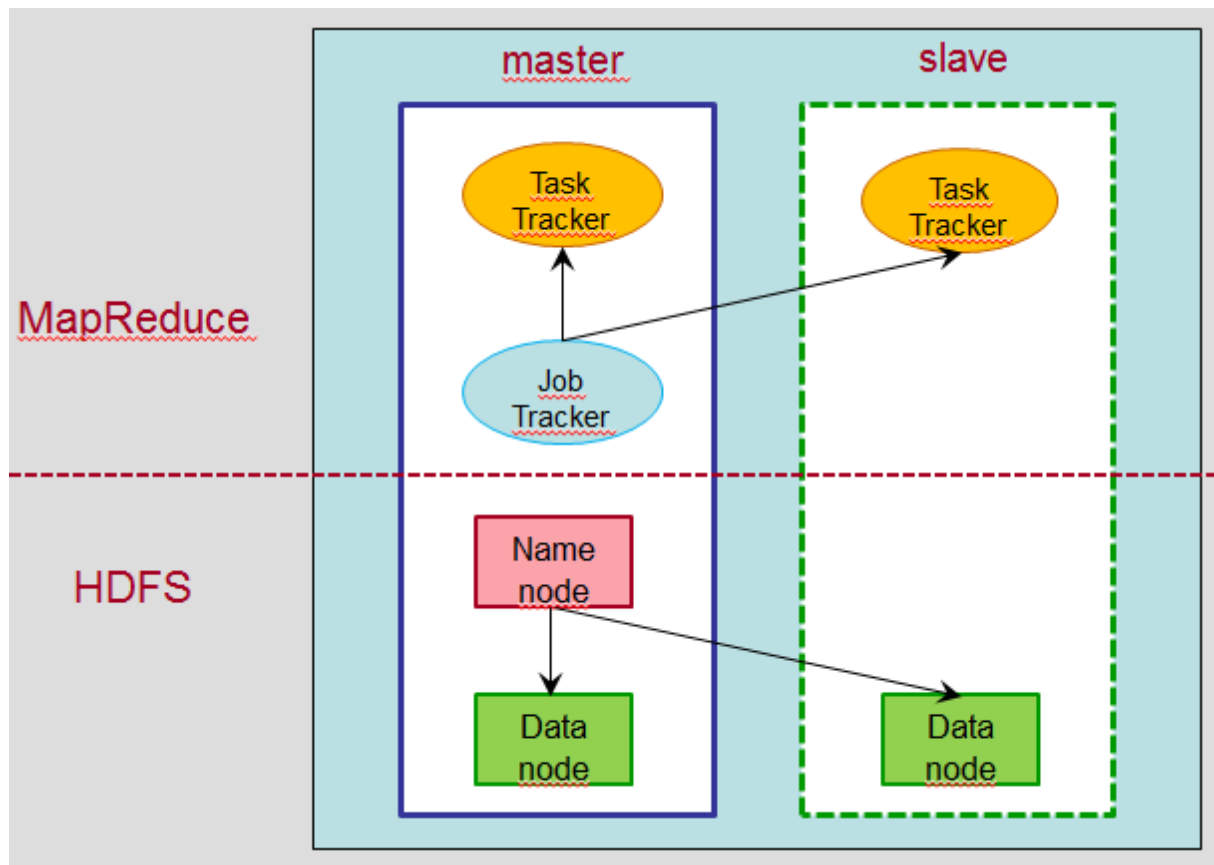 master
slave
Task
Tracker
Task
Tracker
MapReduce
Job
Tracker
HDFS
Name
node
Data
node
Data
node